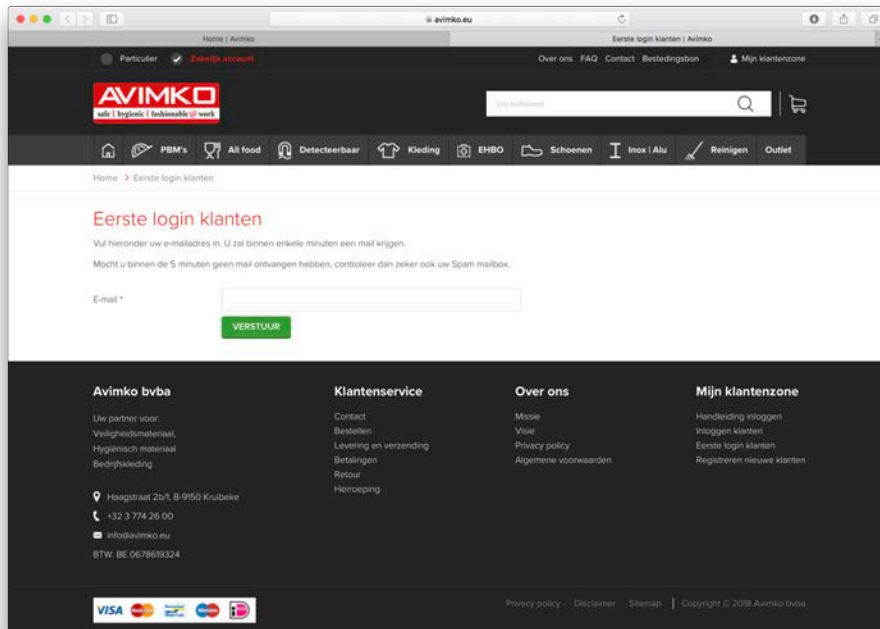 avimko.eu
Home | Avimko
Eerste login klanten | Avimko
Particulier
Zakelijk account
Over ons FAQ Contact Bestedingsbon Mijn klantenzone
AVIMKO
safe | hygienic | fashionable @ work
Uw trefwoord
PBM's All food Detecteerbaar Kleding EHBO Schoenen Inox | Alu Reinigen Outlet
Home > Eerste login klanten
Eerste login klanten
Vul hieronder uw e-mailadres in. U zal binnen enkele minuten een mail krijgen.
Mocht u binnen de 5 minuten geen mail ontvangen hebben, controleer dan zeker ook uw Spam mailbox.
E-mail *
VERSTUUR
Avimko bvba
Uw partner voor:
Veiligheidsmateriaal,
Hygiënisch materiaal
Bedrijfskleding
Haagstraat 2b/1, B-9150 Kruibeke
+32 3 774 26 00
info@avimko.eu
BTW: BE 0678619324
Klantenservice
Contact
Bestellen
Levering en verzending
Betalingen
Retour
Herroeping
Over ons
Missie
Visie
Privacy policy
Algemene voorwaarden
Mijn klantenzone
Handleiding inloggen
Inloggen klanten
Eerste login klanten
Registreren nieuwe klanten
VISA
Privacy policy Disclaimer Sitemap | Copyright © 2018 Avimko bvba